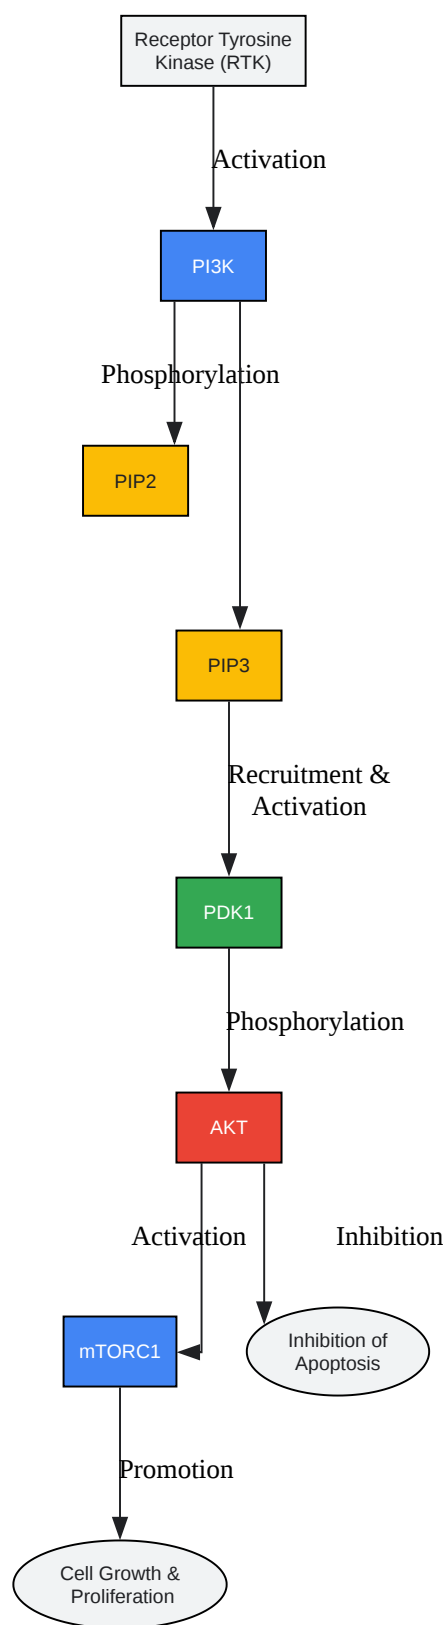 Receptor Tyrosine
Kinase (RTK)
Activation
PI3K
Phosphorylation
PIP2
PIP3
Recruitment &
Activation
PDK1
Phosphorylation
AKT
Activation
Inhibition
mTORC1
Inhibition of
Apoptosis
Promotion
Cell Growth &
Proliferation